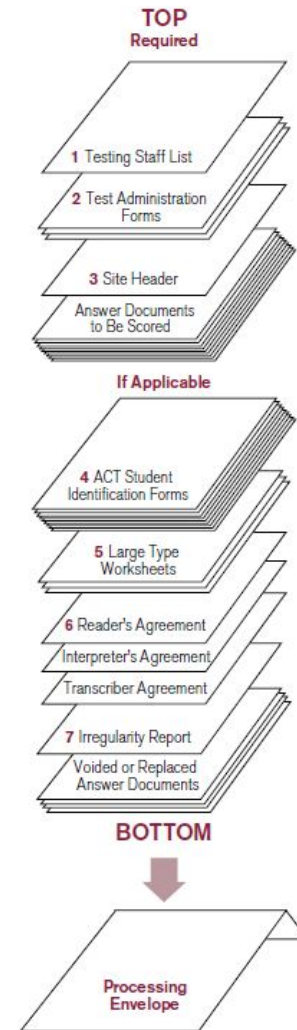 TOP
Required
1 Testing Staff List
2 Test Administration
Forms
3 Site Header
Answer Documents
to Be Scored
If Applicable
4 ACT Student
Identification Forms
5 Large Type
Worksheets
6 Reader's Agreement
Interpreter's Agreement
Transcriber Agreement
7 Irregularity Report
Voided or Replaced
Answer Documents
BOTTOM
Processing
Envelope